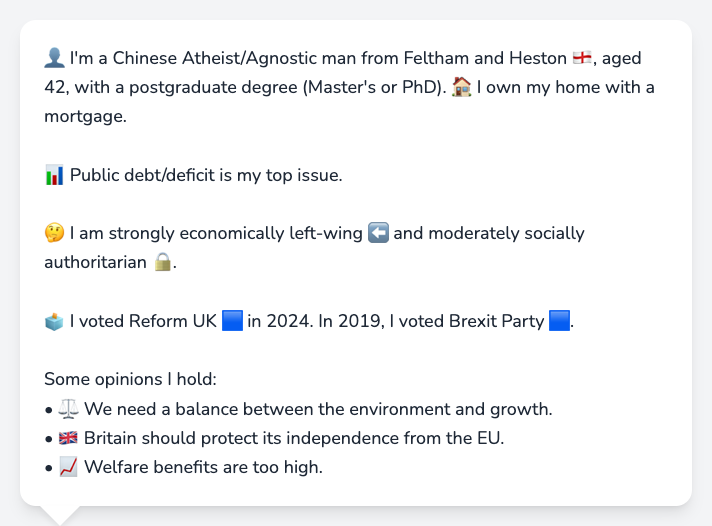 👤 I'm a Chinese Atheist/Agnostic man from Feltham and Heston 🏴󠁧󠁢󠁥󠁮󠁧󠁿, aged
42, with a postgraduate degree (Master's or PhD). 🏠 I own my home with a
mortgage.
📊 Public debt/deficit is my top issue.
🤔 I am strongly economically left-wing ⬅️ and moderately socially
authoritarian 🔒.
🗳️ I voted Reform UK 🟦 in 2024. In 2019, I voted Brexit Party 🟦.
Some opinions I hold:
• ⚖️ We need a balance between the environment and growth.
• 🇬🇧 Britain should protect its independence from the EU.
• 📈 Welfare benefits are too high.